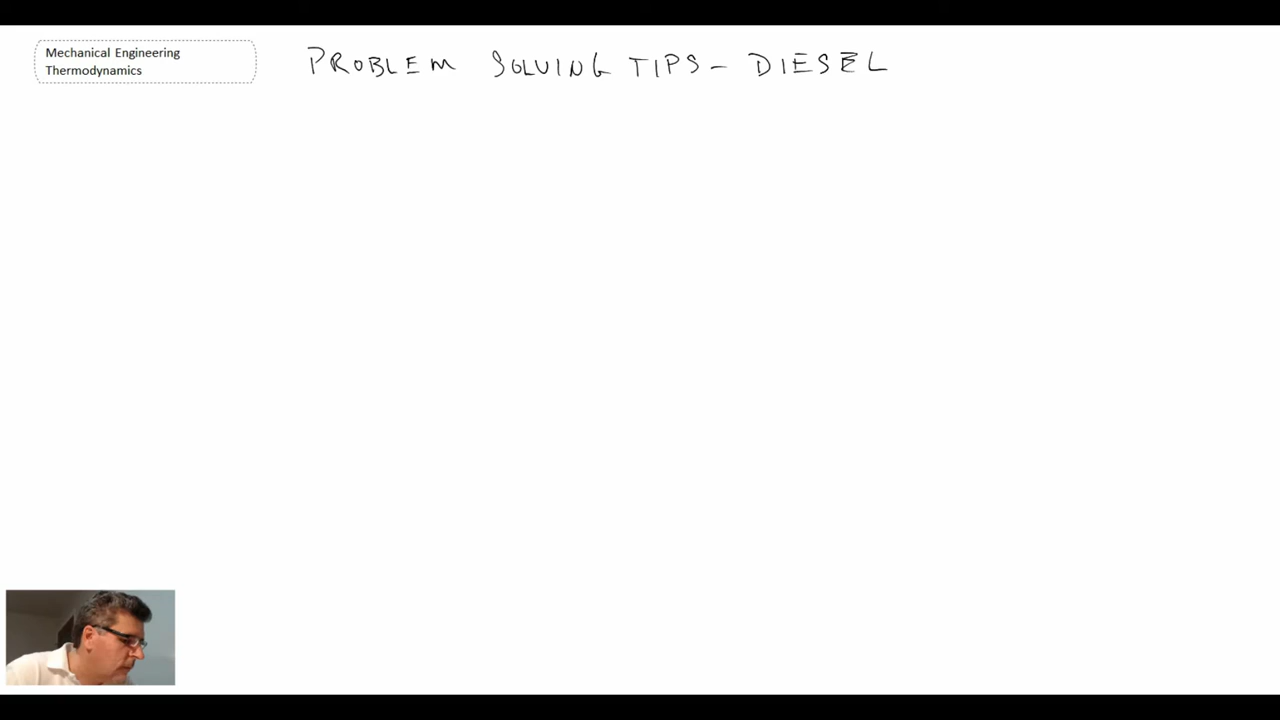 Mechanical Engineering
Thermodynamics
PROBLEM SOLVING TIPS - DIESEL